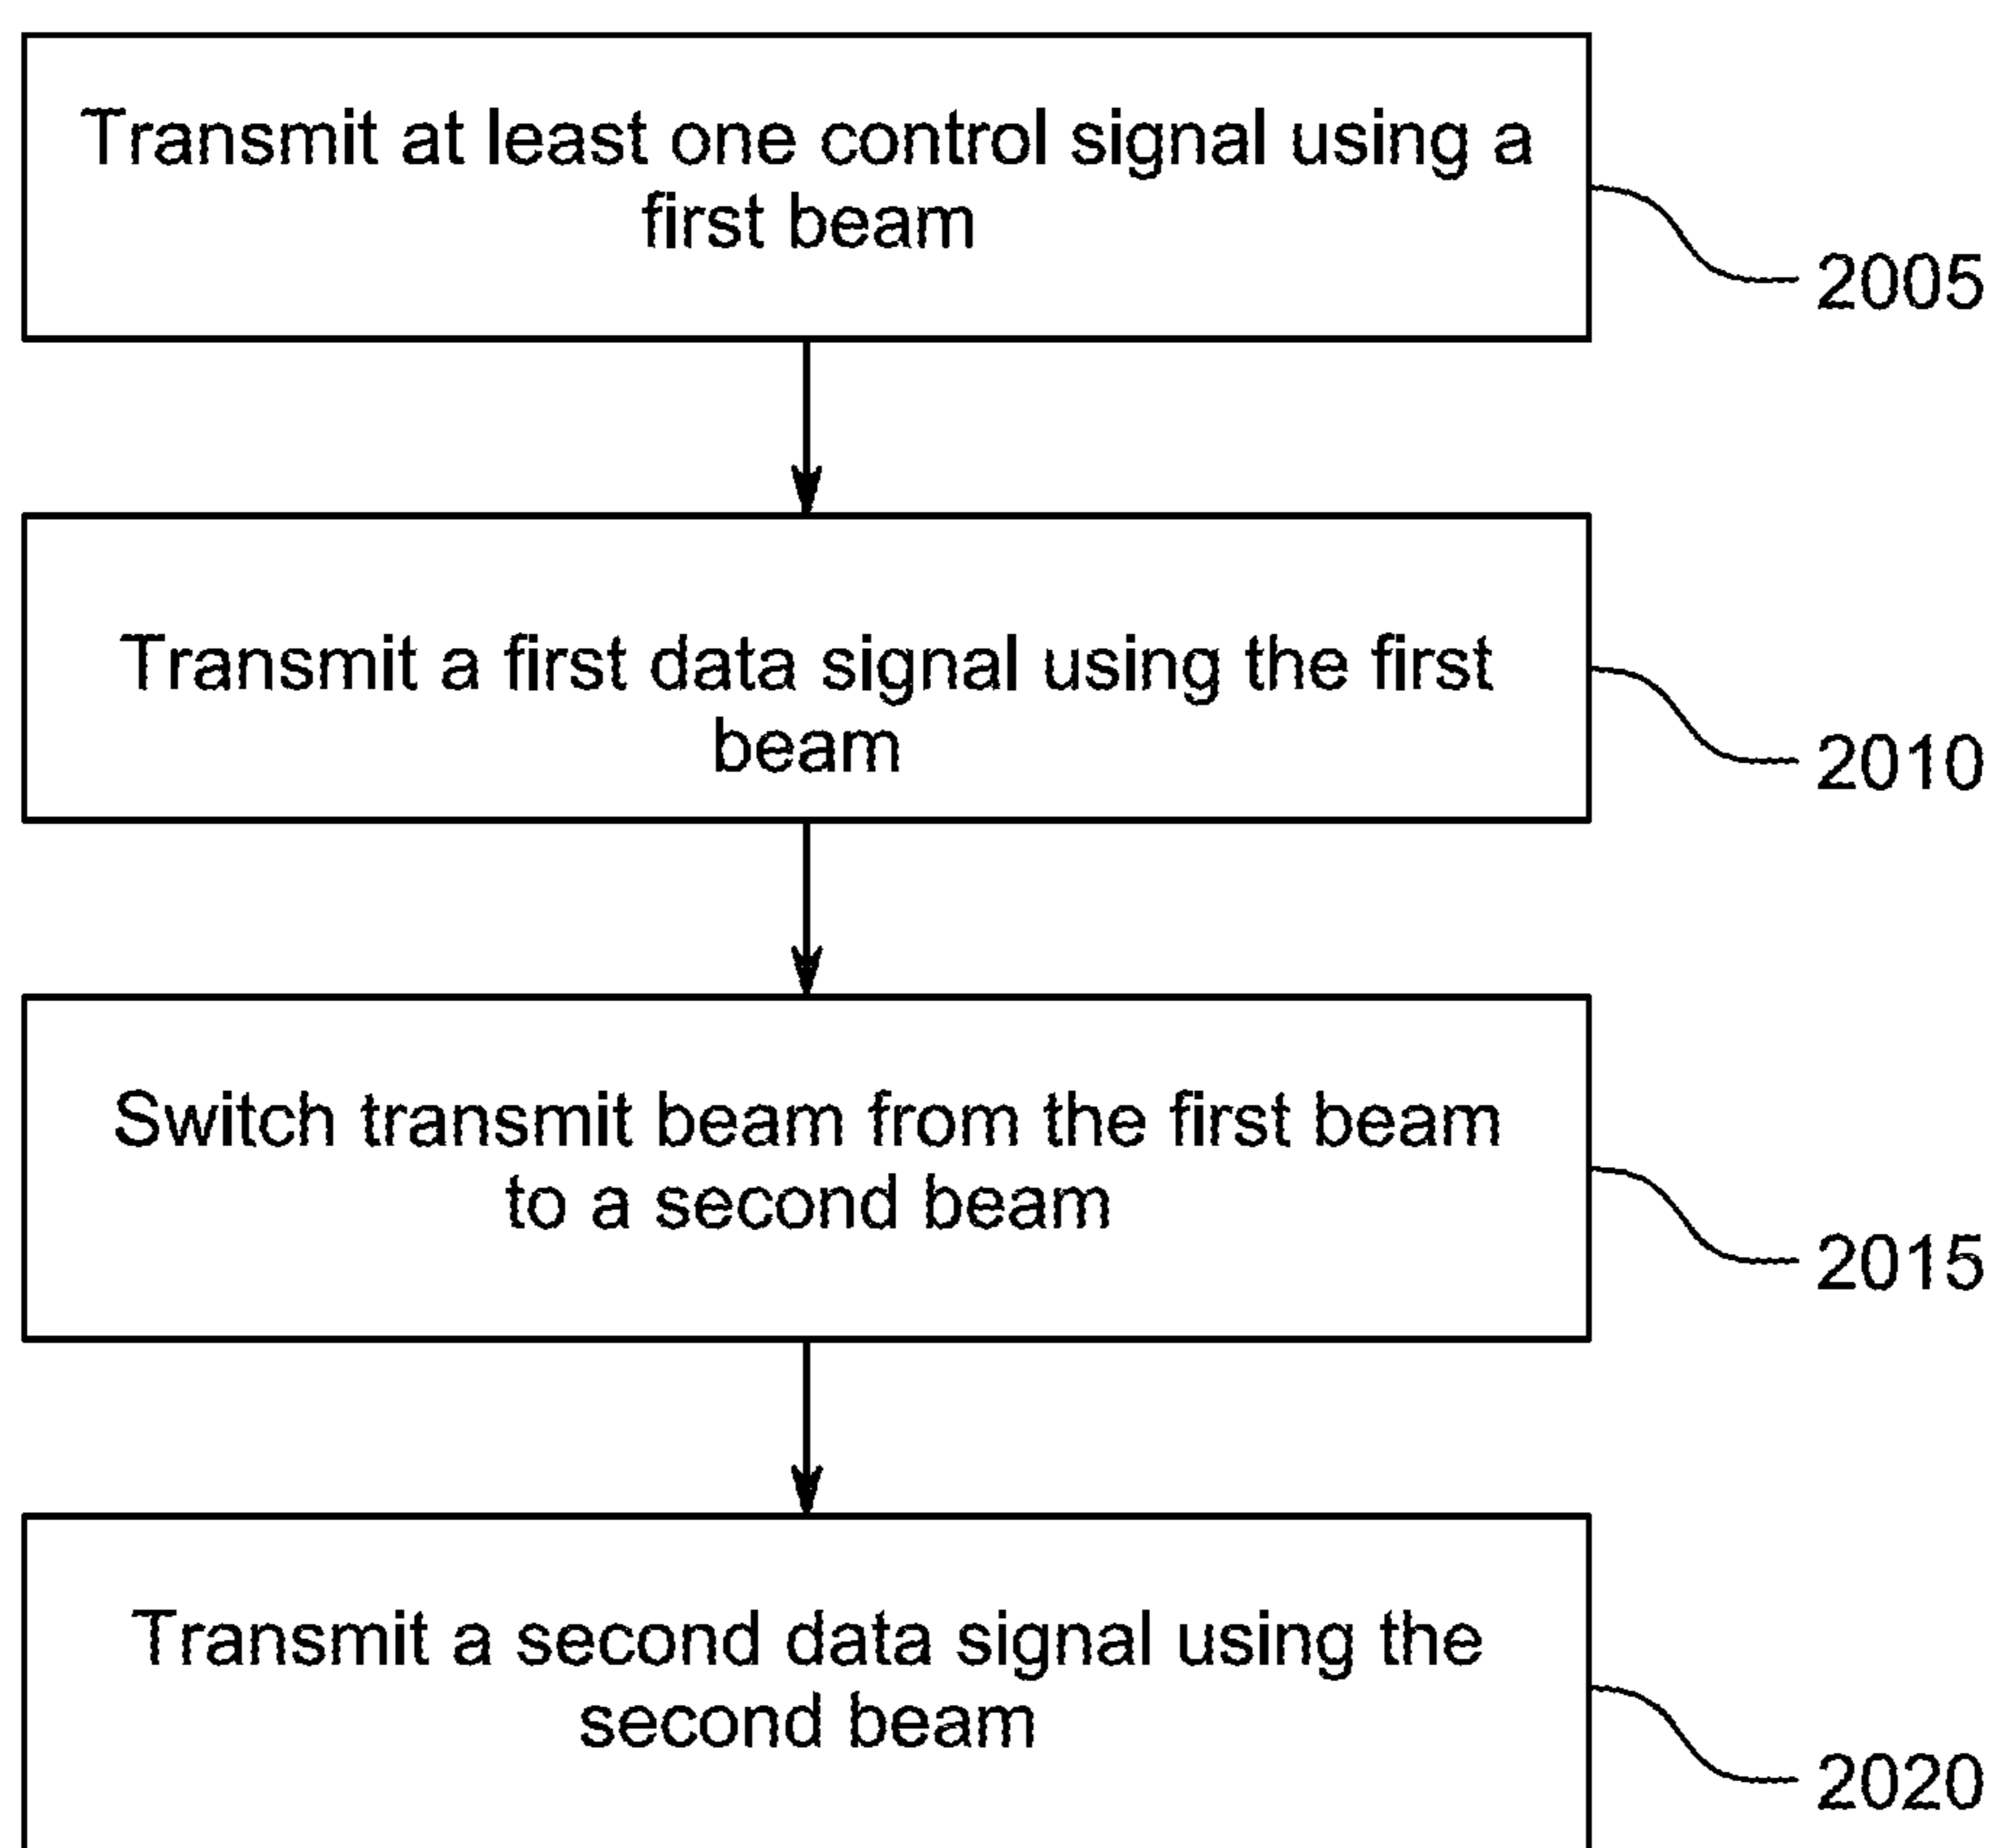 Transmit at least one control signal using a
first beam
2005
Transmit a first data signal using the first
beam
2010
Switch transmit beam from the first beam
to a second beam
2015
Transmit a second data signal using the
second beam
2020